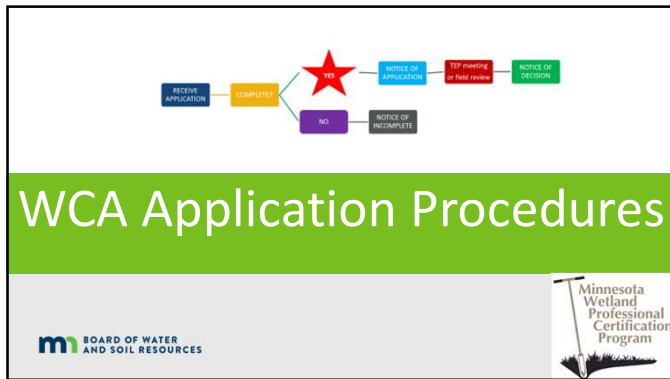 RECEIVE
APPLICATION
COMPLETE?
YES
NOTICE OF
APPLICATION
TEP meeting
or field review
NOTICE OF
DECISION
NO
NOTICE OF
INCOMPLETE
WCA Application Procedures
Minnesota
Wetland
Professional
Certification
Program
mn BOARD OF WATER
AND SOIL RESOURCES